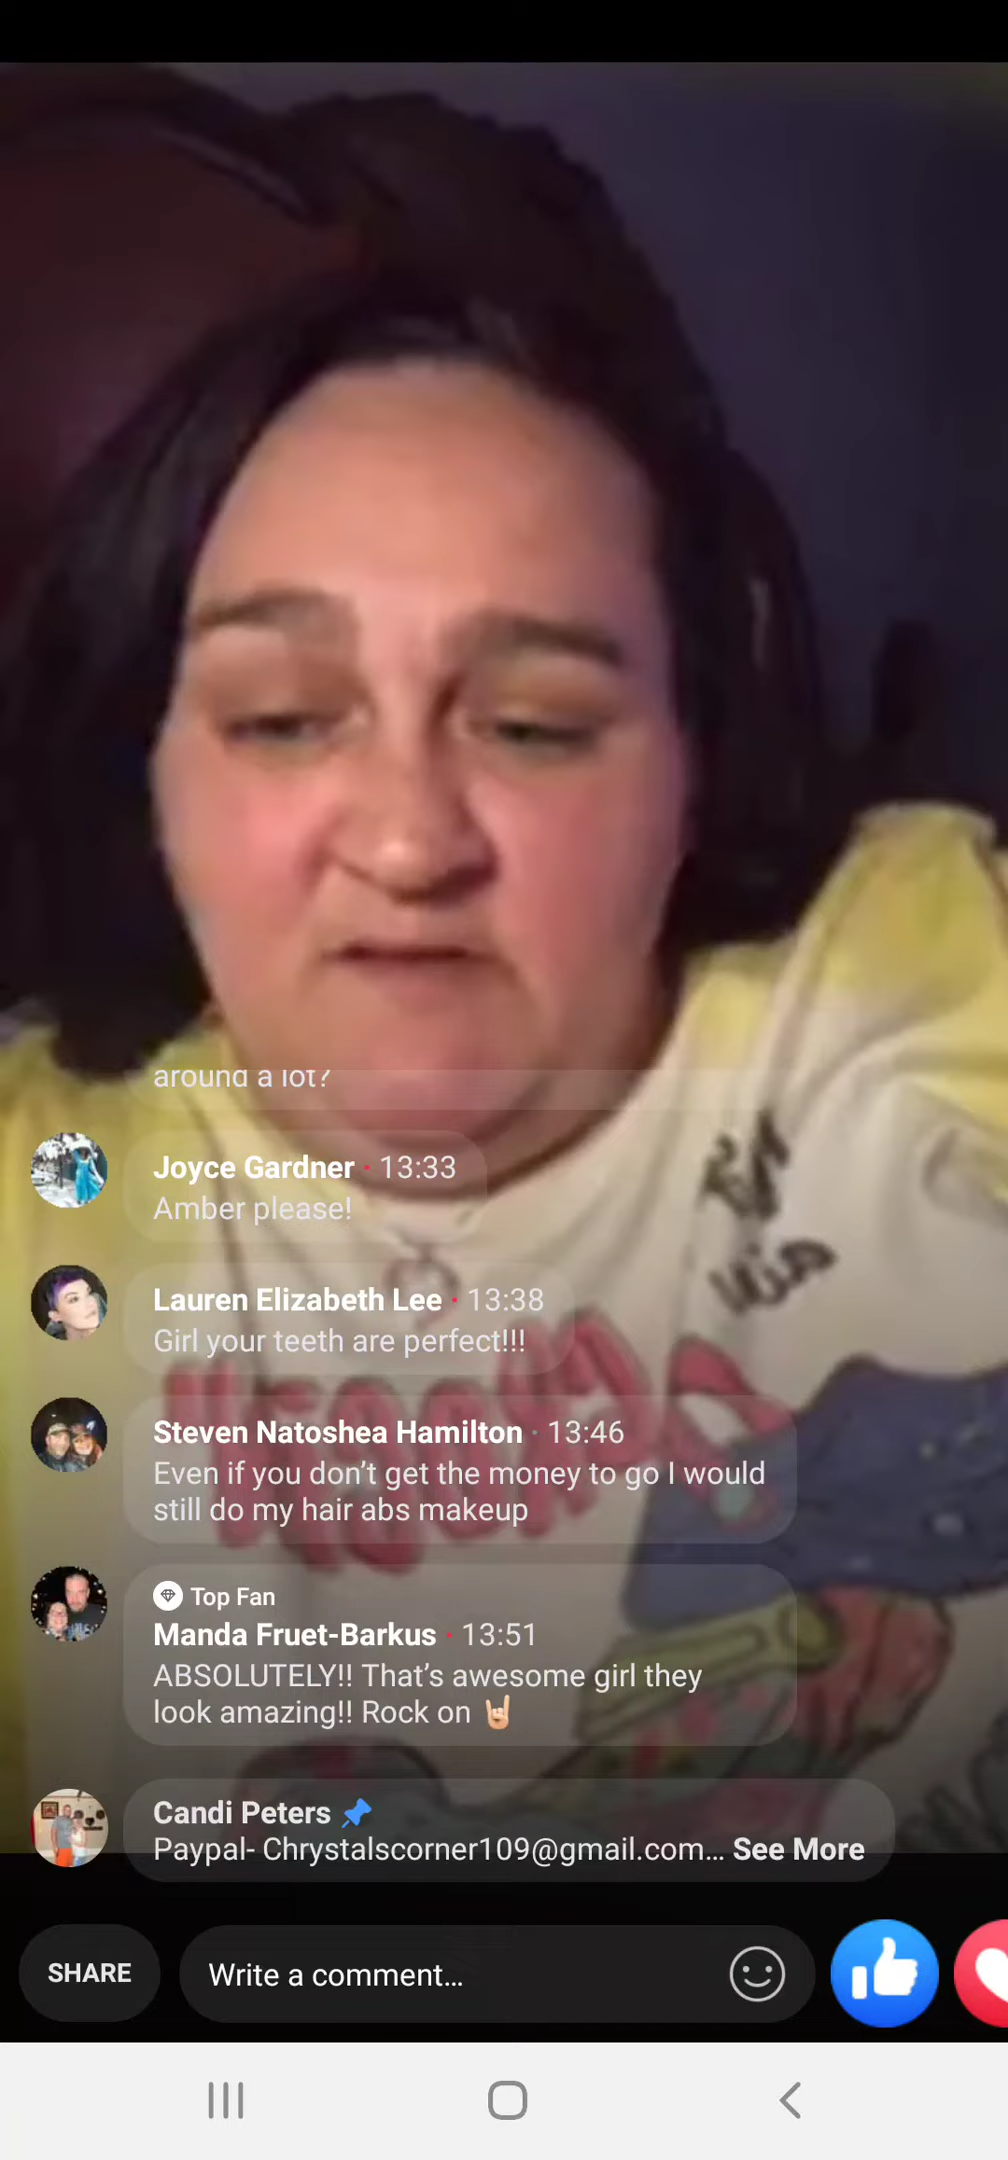 around a lot?
Joyce Gardner · 13:33
Amber please!
Lauren Elizabeth Lee · 13:38
Girl your teeth are perfect!!!
Steven Natoshea Hamilton · 13:46
Even if you don’t get the money to go I would
still do my hair abs makeup
Top Fan
Manda Fruet-Barkus · 13:51
ABSOLUTELY!! That’s awesome girl they
look amazing!! Rock on 🤘🏼
Candi Peters 📌
Paypal- Chrystalscorner109@gmail.com... See More
SHARE
Write a comment...